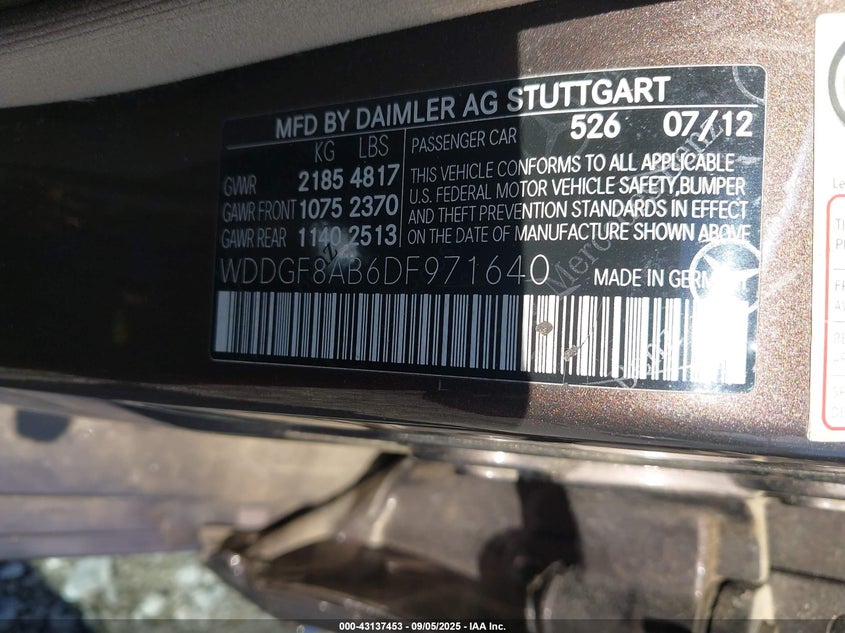 MFD BY DAIMLER AG STUTTGART
526 07/12
KG LBS
GVWR 2185 4817
GAWR FRONT 1075 2370
GAWR REAR 1140 2513
PASSENGER CAR
THIS VEHICLE CONFORMS TO ALL APPLICABLE
U.S. FEDERAL MOTOR VEHICLE SAFETY,BUMPER
AND THEFT PREVENTION STANDARDS IN EFFECT
ON THE DATE OF MANUFACTURE SHOWN ABOVE
WDDGF8AB6DF971640
MADE IN GERM
Mercedes-Benz
000-43137453 - 09/05/2025 - IAA Inc.